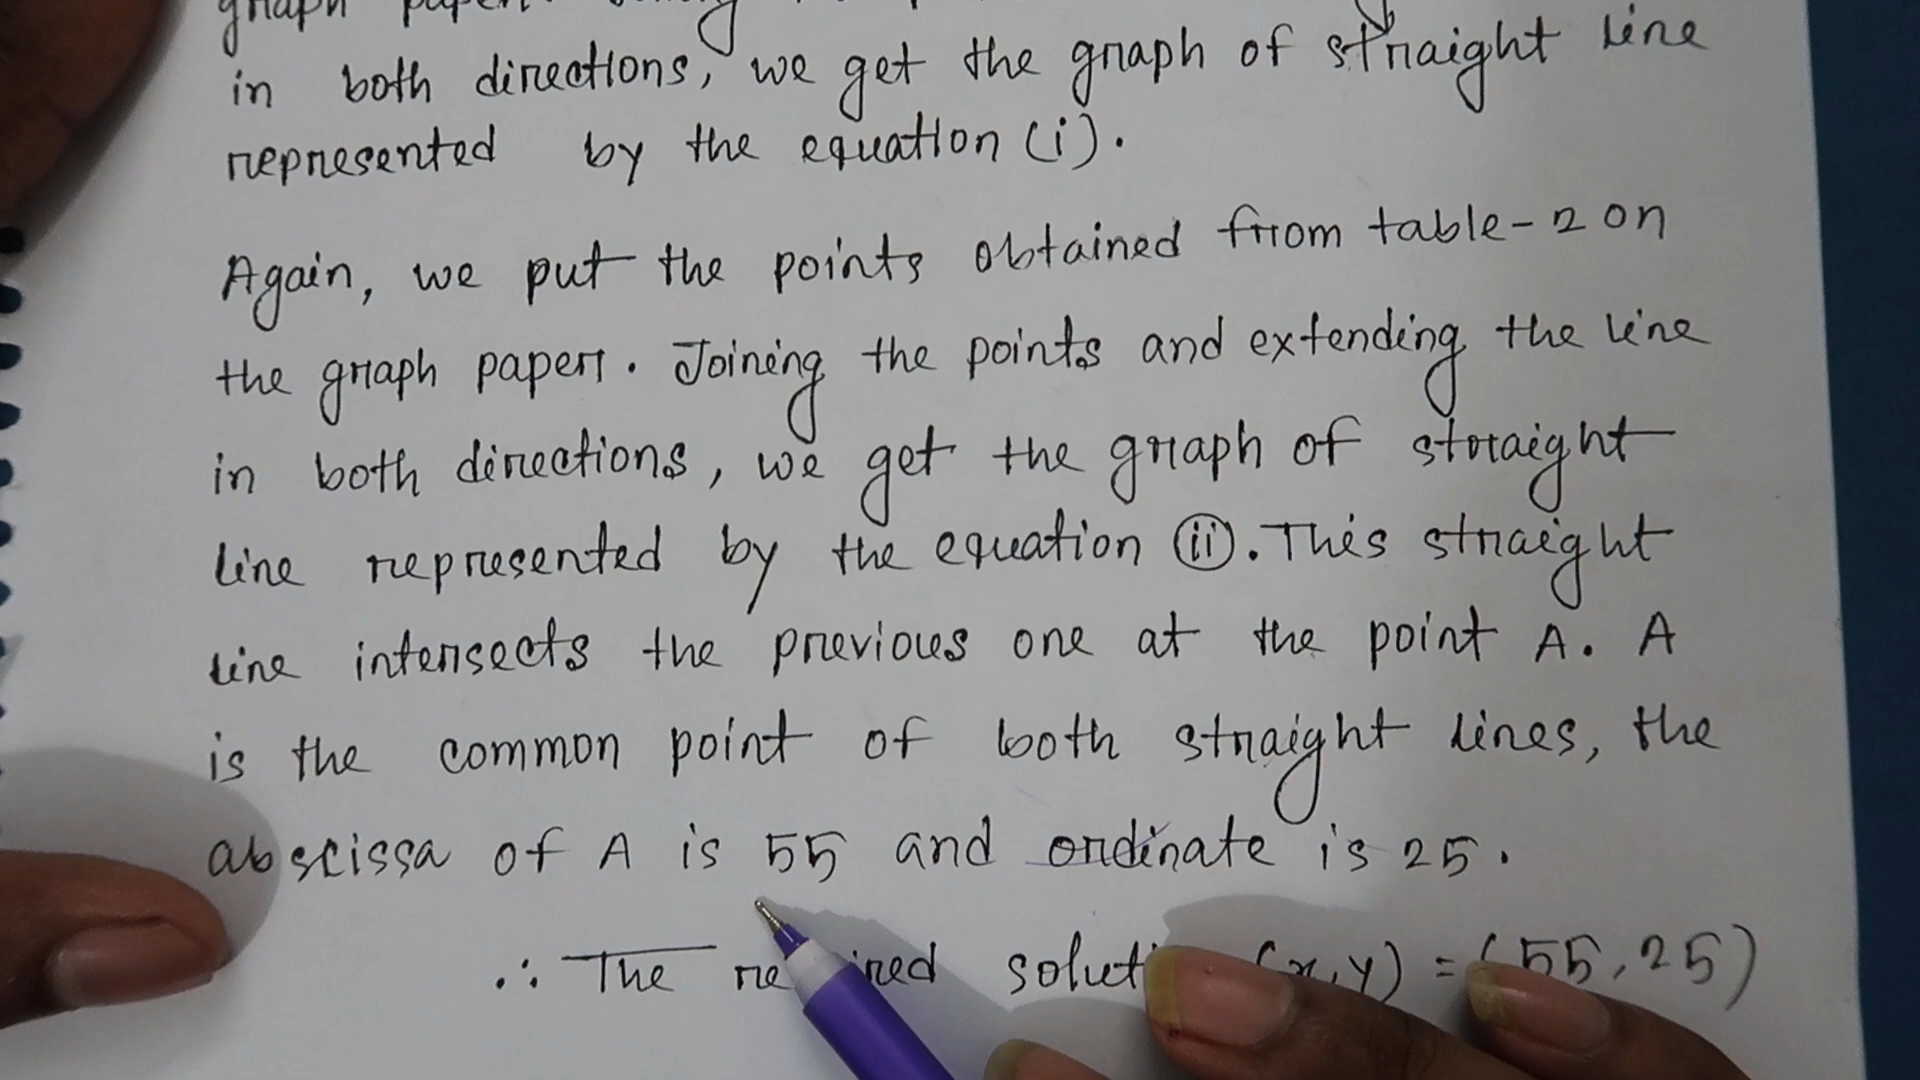 graph paper.
in both directions, we get the graph of straight line
represented by the equation (i).
Again, we put the points obtained from table-2 on
the graph paper. Joining the points and extending the line
in both directions, we get the graph of straight
line represented by the equation (ii). This straight
line intersects the previous one at the point A. A
is the common point of both straight lines, the
abscissa of A is 55 and ordinate is 25.
∴ The (x,y) = (55,25)